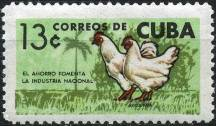 13¢ CORREOS DE CUBA
EL AHORRO FOMENTA
LA INDUSTRIA NACIONAL